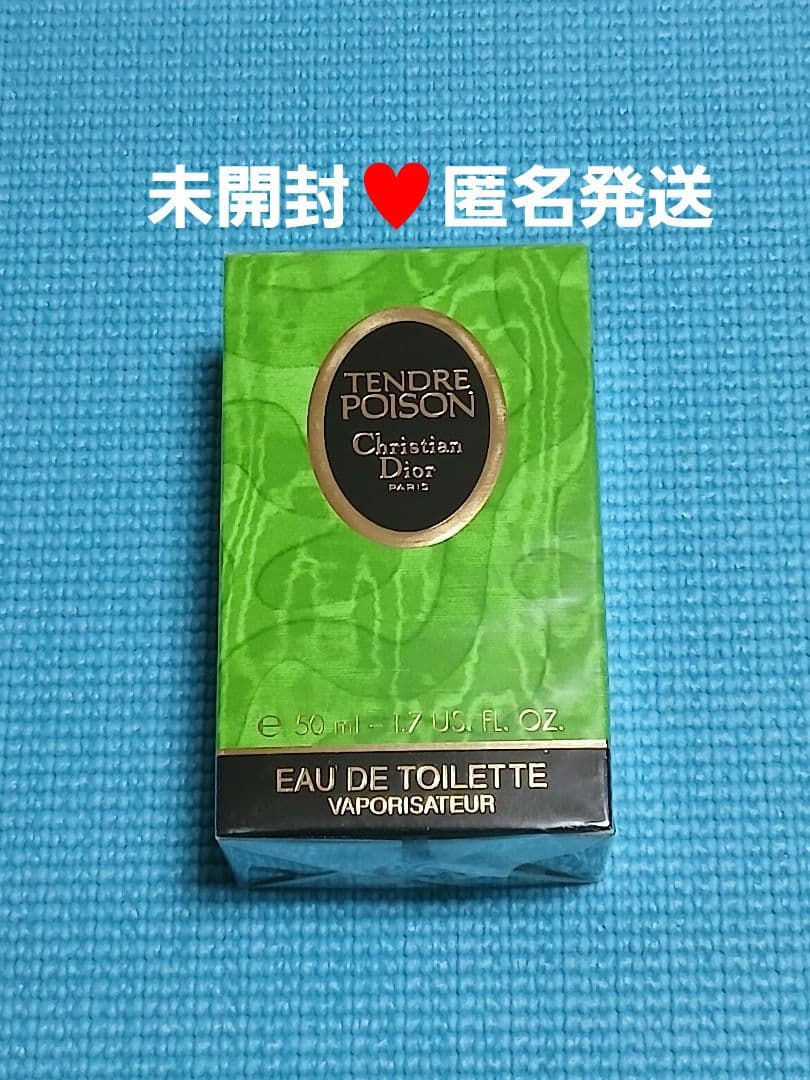 未開封♥匿名発送
TENDRE
POISON
Christian
Dior
PARIS
e 50 ml - 1.7 US. FL. OZ.
EAU DE TOILETTE
VAPORISATEUR